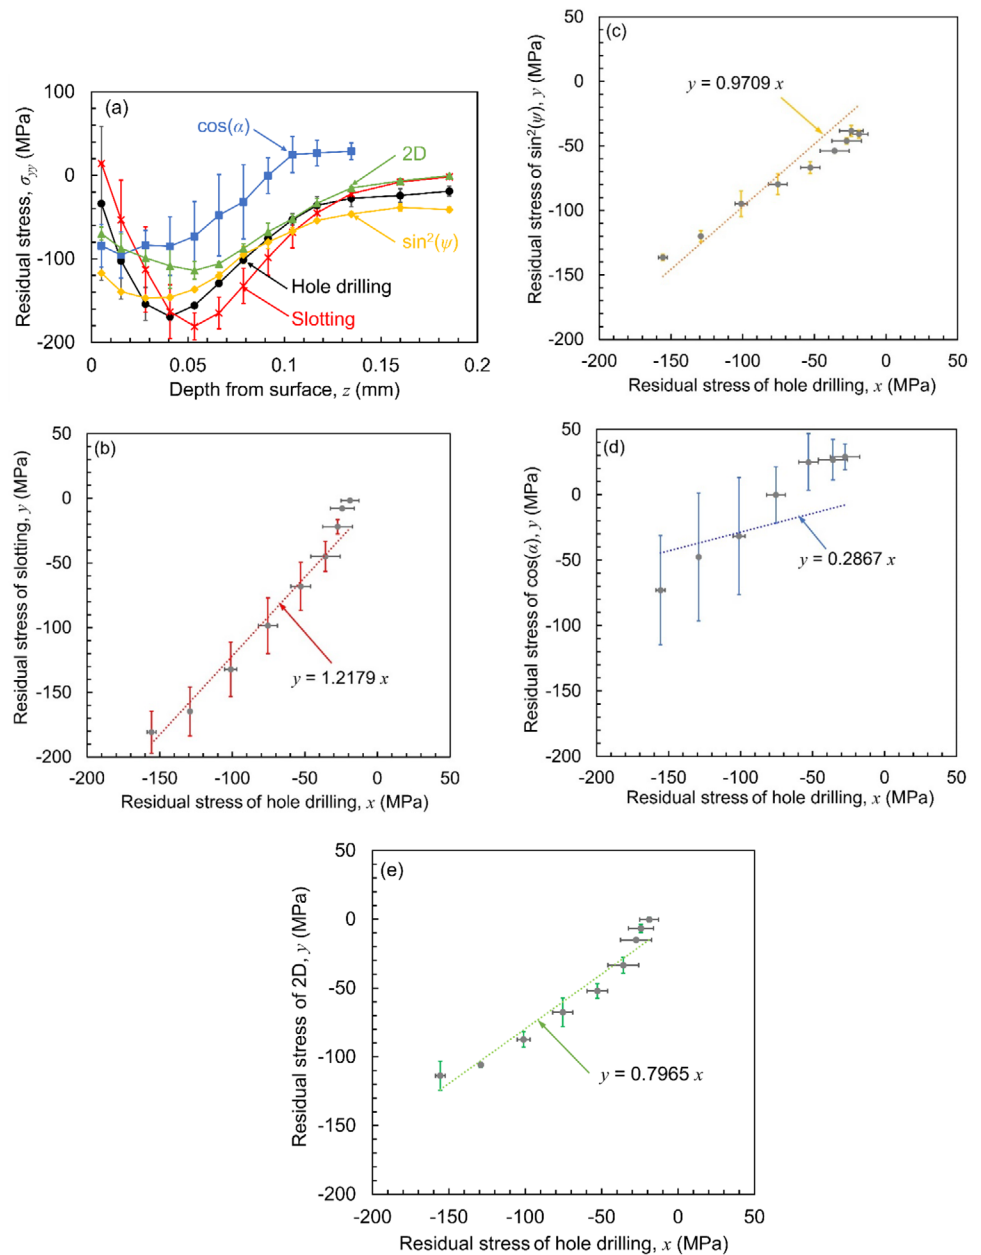 (a)
100
0
-100
-200
Residual stress, σyy (MPa)
cos(α)
2D
sin²(ψ)
Hole drilling
Slotting
0
0.05
0.1
0.15
0.2
Depth from surface, z (mm)
(c)
50
0
-50
-100
-150
-200
Residual stress of sin²(ψ), y (MPa)
y = 0.9709 x
-200
-150
-100
-50
0
50
Residual stress of hole drilling, x (MPa)
(b)
50
0
-50
-100
-150
-200
Residual stress of slotting, y (MPa)
y = 1.2179 x
-200
-150
-100
-50
0
50
Residual stress of hole drilling, x (MPa)
(d)
50
0
-50
-100
-150
-200
Residual stress of cos(α), y (MPa)
y = 0.2867 x
-200
-150
-100
-50
0
50
Residual stress of hole drilling, x (MPa)
(e)
50
0
-50
-100
-150
-200
Residual stress of 2D, y (MPa)
y = 0.7965 x
-200
-150
-100
-50
0
50
Residual stress of hole drilling, x (MPa)